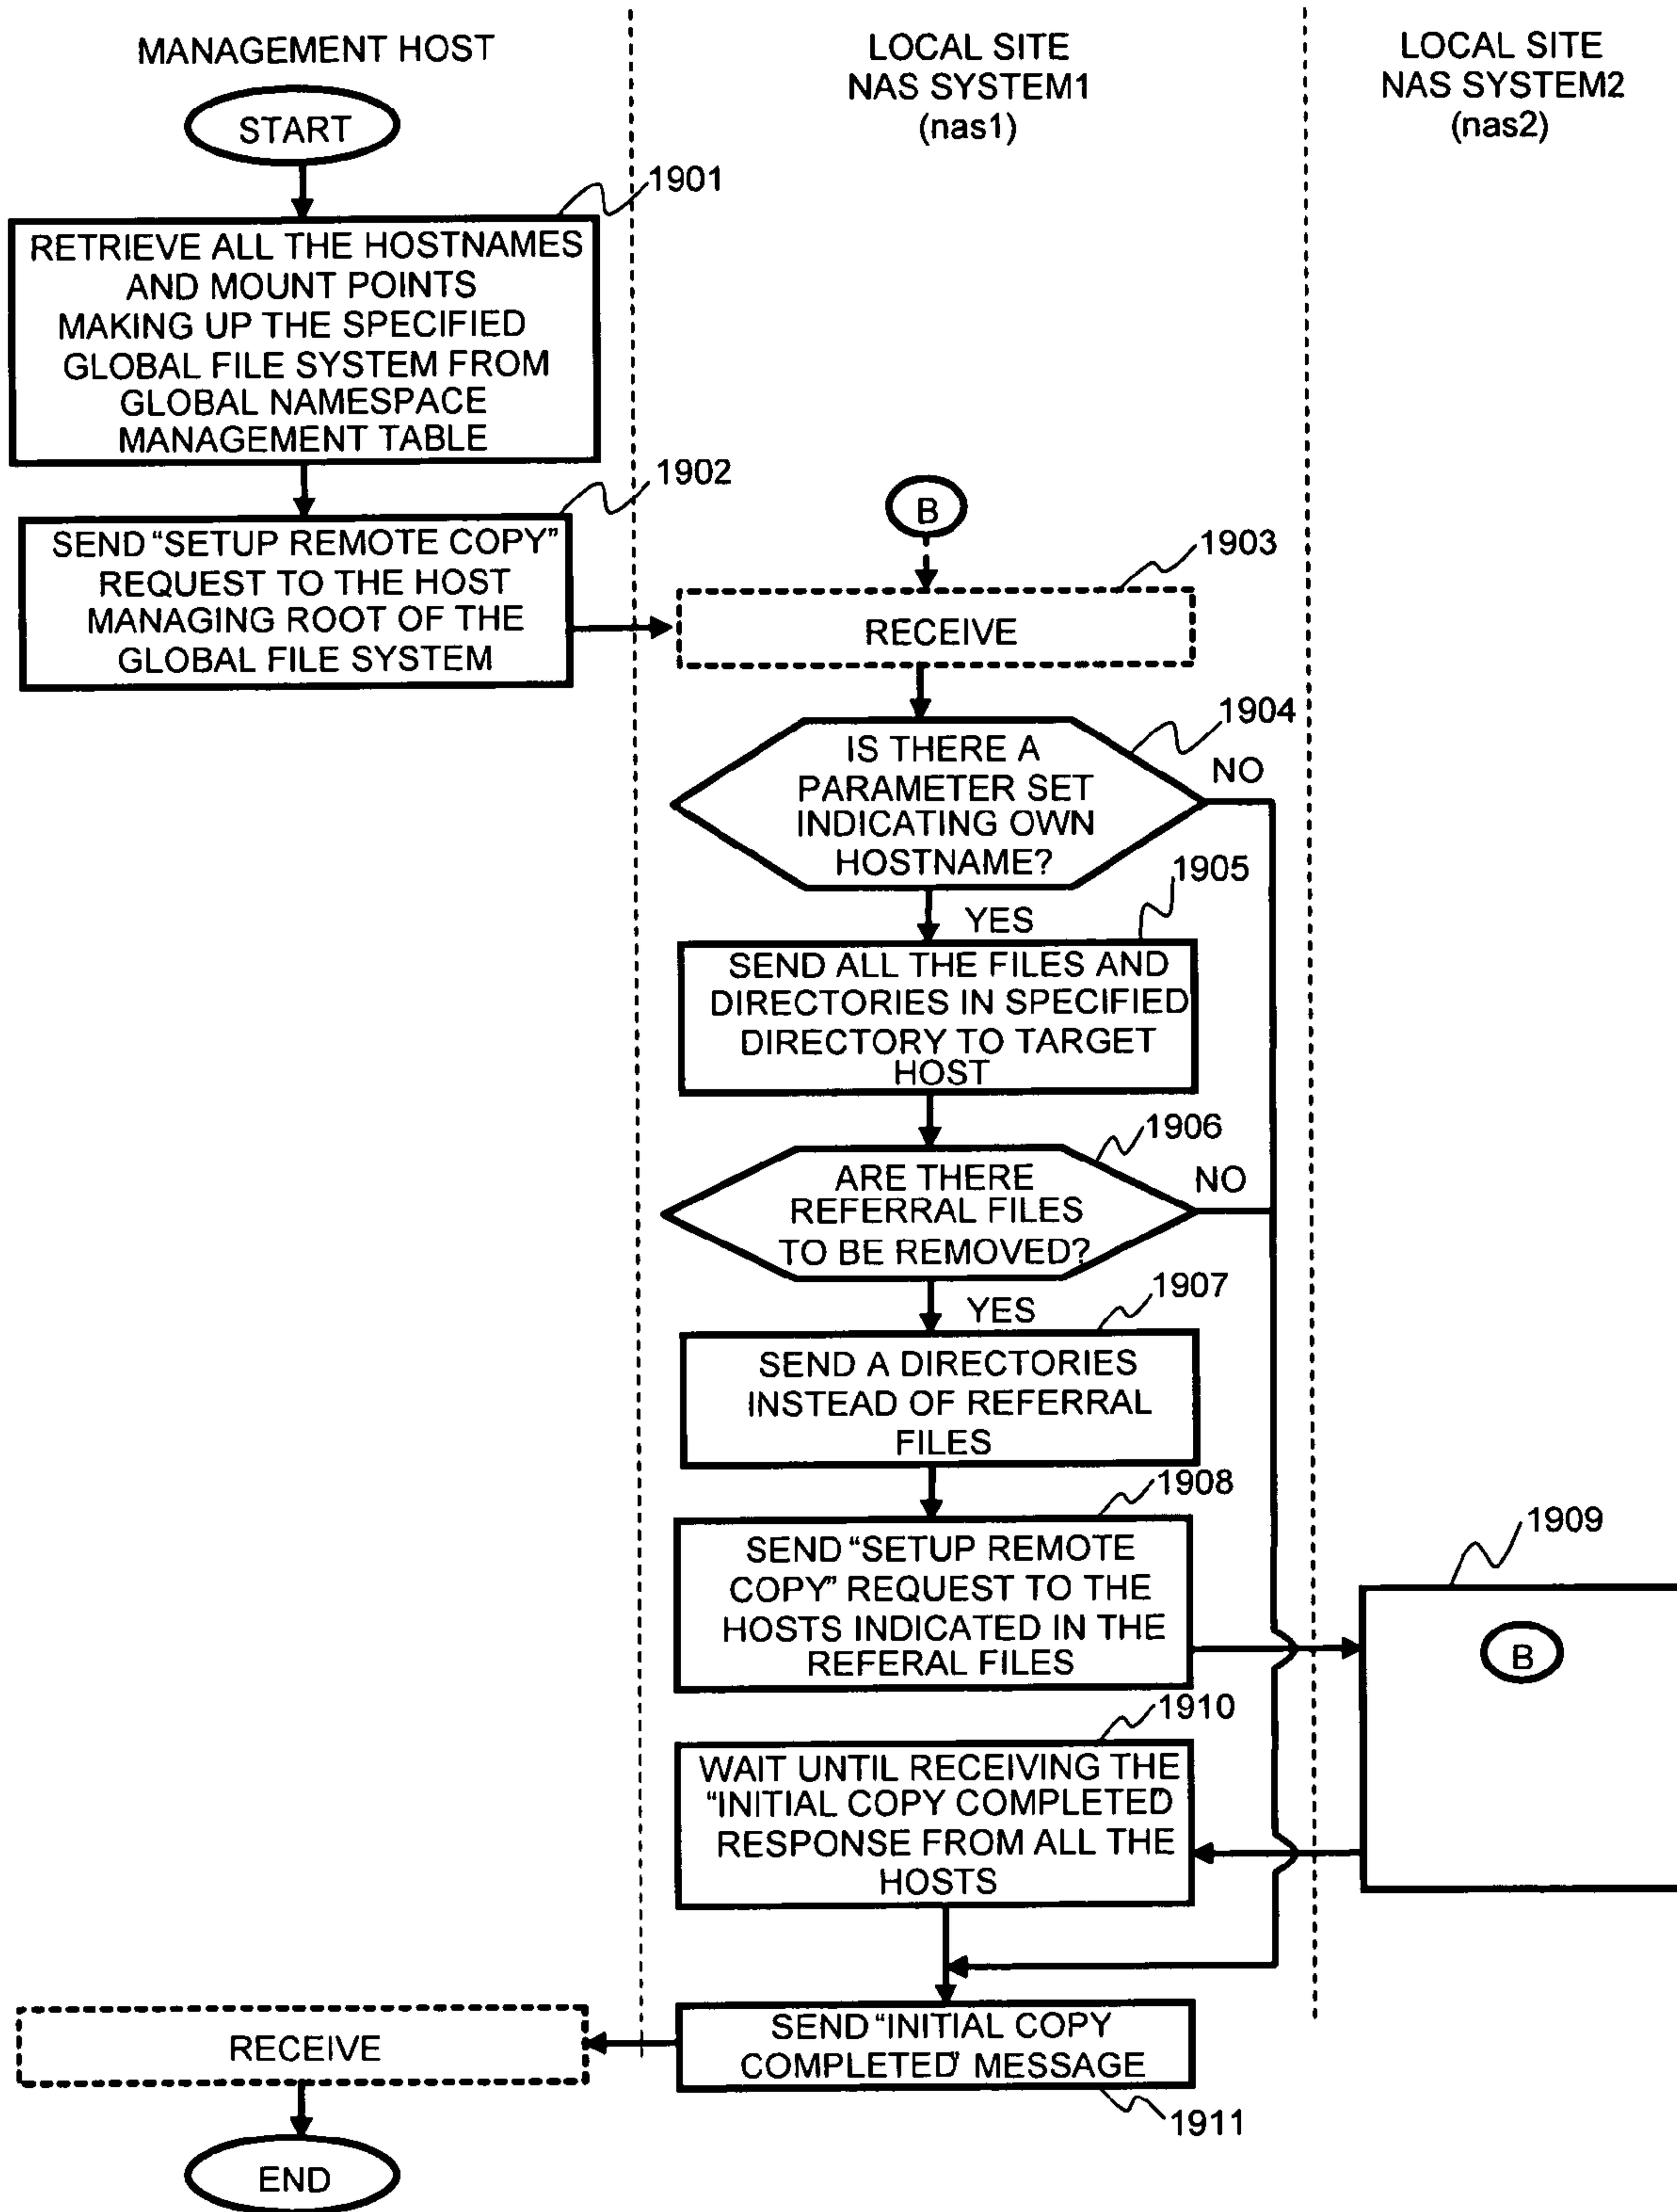 MANAGEMENT HOST
LOCAL SITE
NAS SYSTEM1
(nas1)
LOCAL SITE
NAS SYSTEM2
(nas2)
START
1901
RETRIEVE ALL THE HOSTNAMES
AND MOUNT POINTS
MAKING UP THE SPECIFIED
GLOBAL FILE SYSTEM FROM
GLOBAL NAMESPACE
MANAGEMENT TABLE
1902
SEND “SETUP REMOTE COPY”
REQUEST TO THE HOST
MANAGING ROOT OF THE
GLOBAL FILE SYSTEM
B
1903
RECEIVE
1904
IS THERE A
PARAMETER SET
INDICATING OWN
HOSTNAME?
NO
YES
1905
SEND ALL THE FILES AND
DIRECTORIES IN SPECIFIED
DIRECTORY TO TARGET
HOST
1906
ARE THERE
REFERRAL FILES
TO BE REMOVED?
NO
YES
1907
SEND A DIRECTORIES
INSTEAD OF REFERRAL
FILES
1908
SEND “SETUP REMOTE
COPY” REQUEST TO THE
HOSTS INDICATED IN THE
REFERAL FILES
1909
B
1910
WAIT UNTIL RECEIVING THE
“INITIAL COPY COMPLETED”
RESPONSE FROM ALL THE
HOSTS
SEND “INITIAL COPY
COMPLETED” MESSAGE
1911
RECEIVE
END